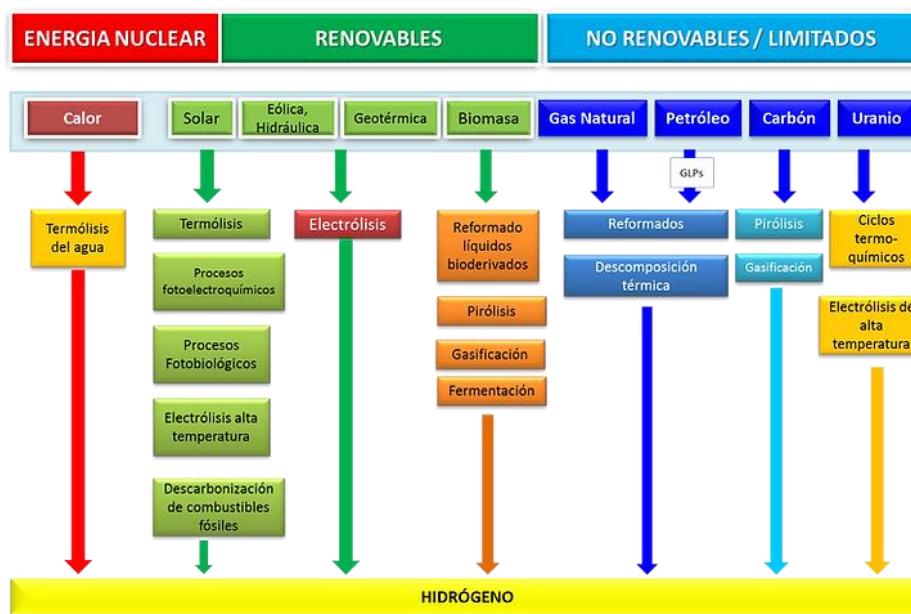 ENERGIA NUCLEAR
RENOVABLES
NO RENOVABLES / LIMITADOS
Calor
Solar
Eólica,
Hidráulica
Geotérmica
Biomasa
Gas Natural
Petróleo
Carbón
Uranio
GLPs
Termólisis
del agua
Termólisis
Procesos
fotoelectroquímicos
Procesos
Fotobiológicos
Electrólisis alta
temperatura
Descarbonización
de combustibles
fósiles
Electrólisis
Reformado
líquidos
bioderivados
Pirólisis
Gasificación
Fermentación
Reformados
Descomposición
térmica
Pirólisis
Gasificación
Ciclos
termo-
químicos
Electrólisis de
alta
temperatura
HIDRÓGENO